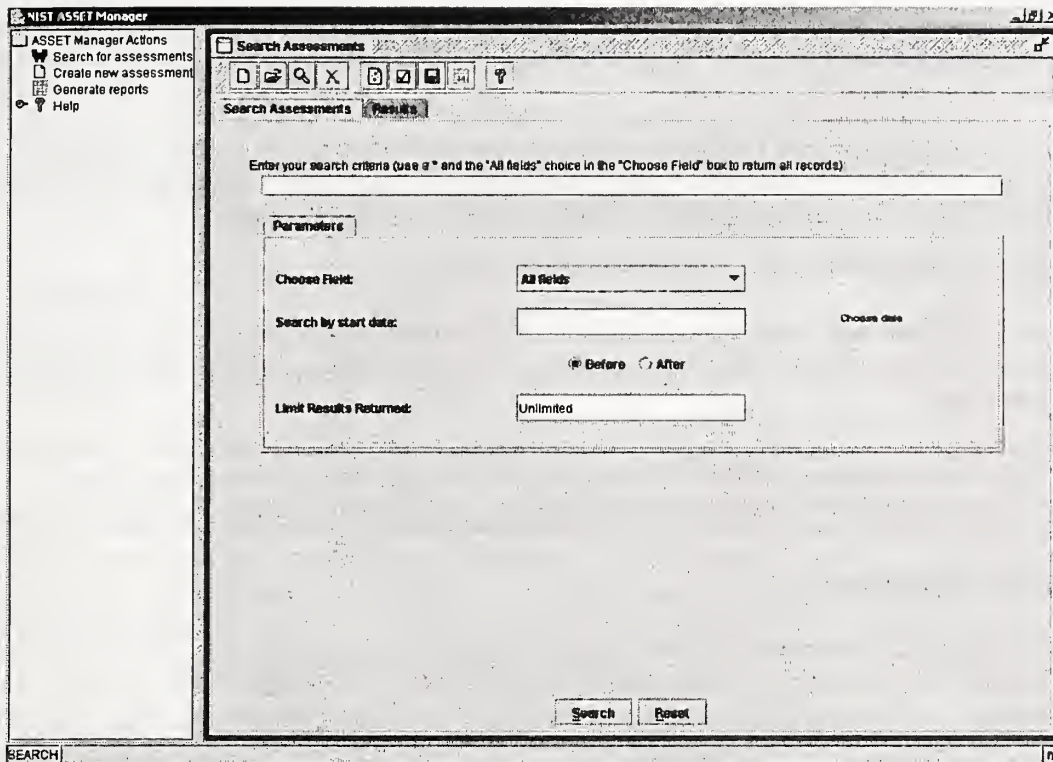 NIST ASSET Manager
ASSET Manager Actions
Search for assessments
Create new assessment
Generate reports
Help
Search Assessments
Search Assessments
Results
Enter your search criteria (use a * and the "All fields" choice in the "Choose Field" box to return all records)
Parameters
Choose Field:
All fields
Search by start date:
Choose date
Before
After
Limit Results Returned:
Unlimited
Search
Reset
SEARCH